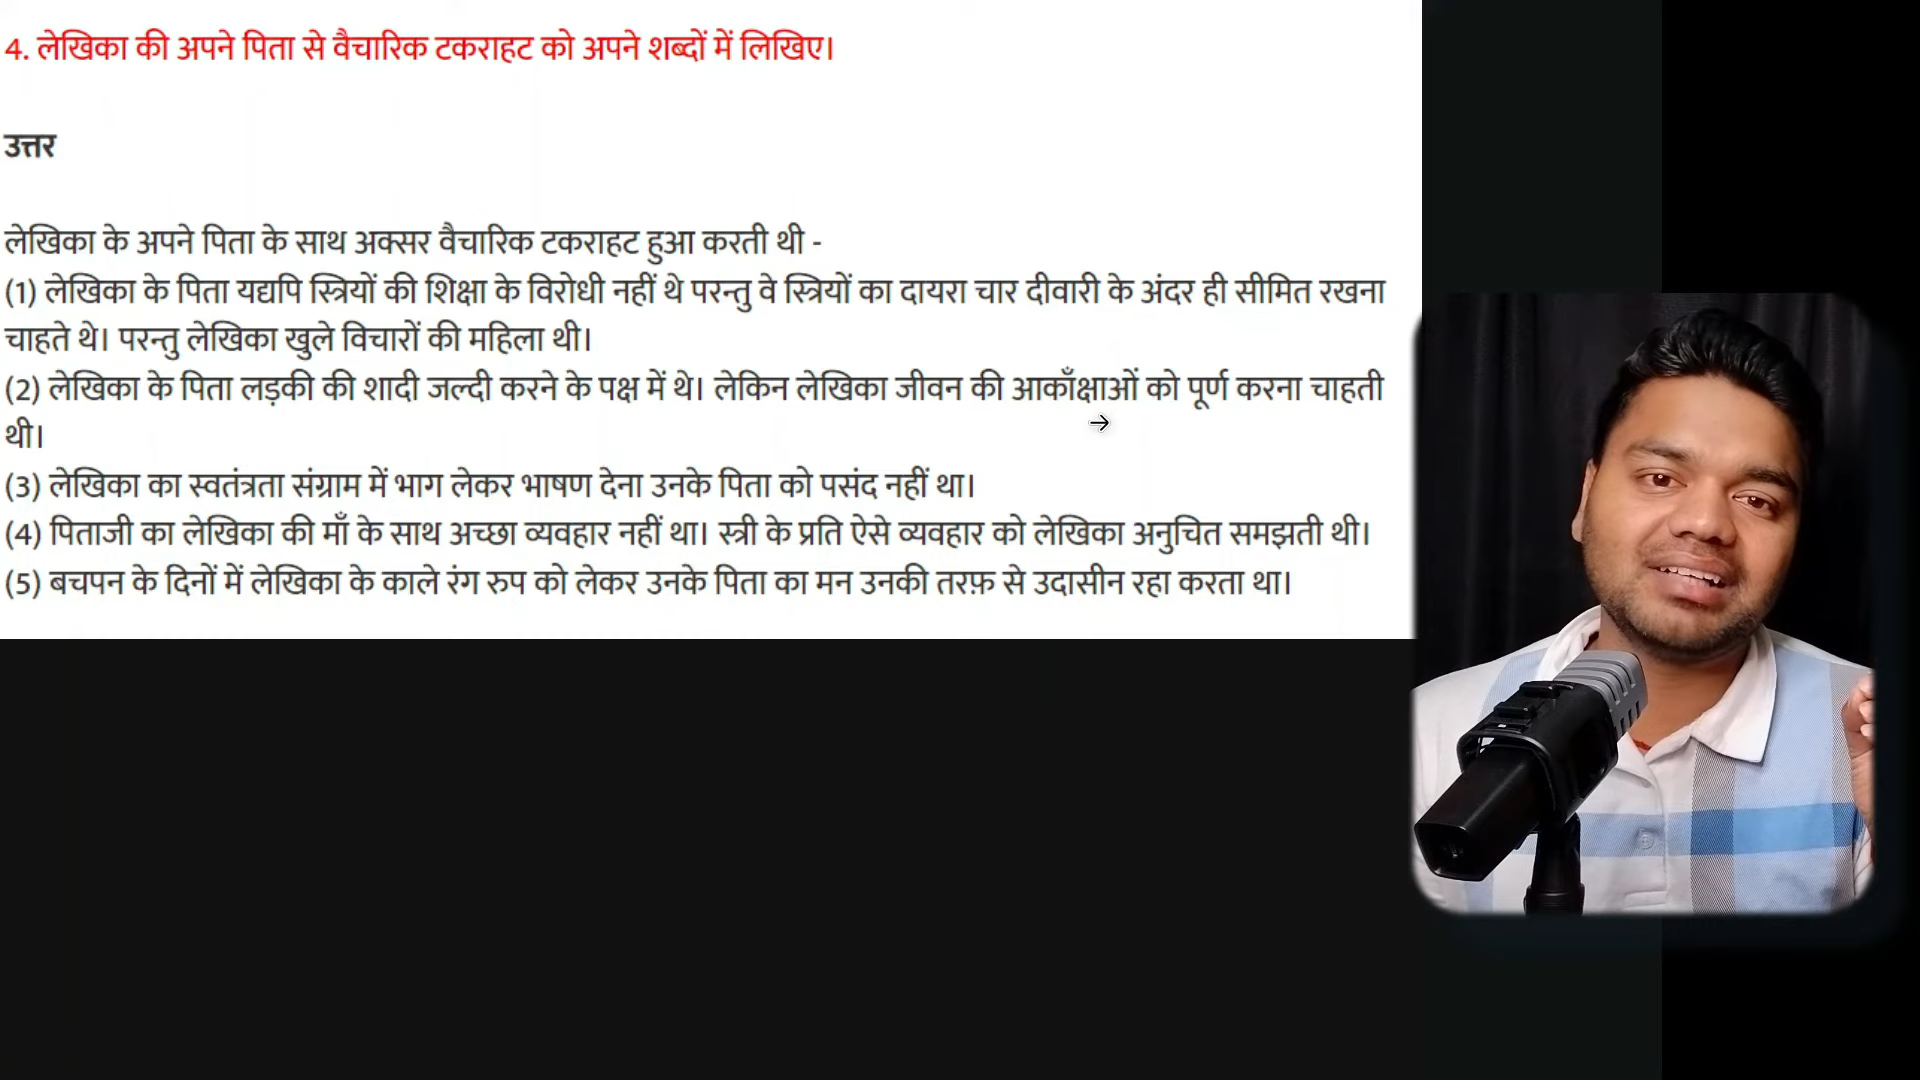 4. लेखिका की अपने पिता से वैचारिक टकराहट को अपने शब्दों में लिखिए।
उत्तर
लेखिका के अपने पिता के साथ अक्सर वैचारिक टकराहट हुआ करती थी -
(1) लेखिका के पिता यद्यपि स्त्रियों की शिक्षा के विरोधी नहीं थे परन्तु वे स्त्रियों का दायरा चार दीवारी के अंदर ही सीमित रखना
चाहते थे। परन्तु लेखिका खुले विचारों की महिला थी।
(2) लेखिका के पिता लड़की की शादी जल्दी करने के पक्ष में थे। लेकिन लेखिका जीवन की आकाँक्षाओं को पूर्ण करना चाहती
थी।
(3) लेखिका का स्वतंत्रता संग्राम में भाग लेकर भाषण देना उनके पिता को पसंद नहीं था।
(4) पिताजी का लेखिका की माँ के साथ अच्छा व्यवहार नहीं था। स्त्री के प्रति ऐसे व्यवहार को लेखिका अनुचित समझती थी।
(5) बचपन के दिनों में लेखिका के काले रंग रुप को लेकर उनके पिता का मन उनकी तरफ़ से उदासीन रहा करता था।